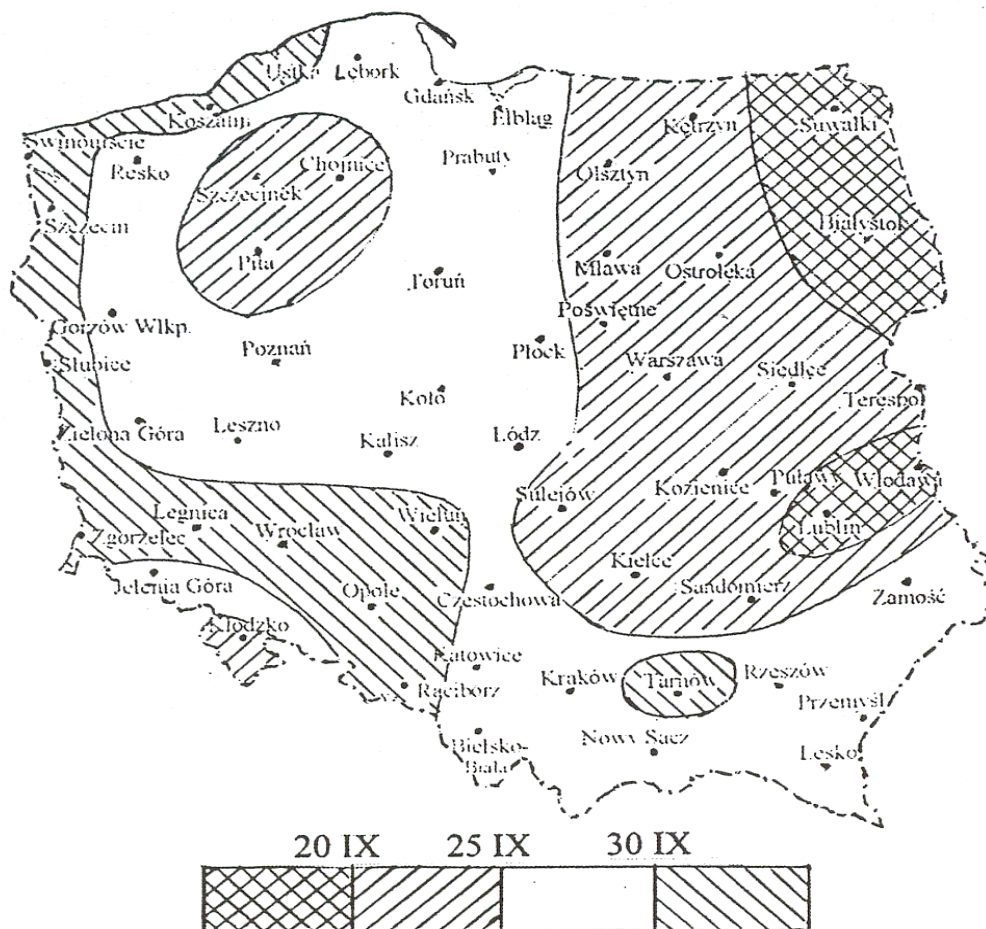 Ustka Lębork
Gdańsk
Elbląg
Koszalin
Kętrzyn
Suwałki
Świnoujście
Resko
Chojnice
Prabuty
Olsztyn
Szczecinek
Szczecin
Białystok
Piła
Toruń
Mława
Ostrołęka
Poświętne
Gorzów Wlkp.
Słubice
Poznań
Płock
Warszawa
Siedlce
Koło
Terespol
Zielona Góra
Leszno
Kalisz
Łódź
Sulejów
Kozienice
Puławy
Włodawa
Legnica
Wrocław
Wieluń
Lublin
Zgorzelec
Kielce
Jelenia Góra
Opole
Częstochowa
Sandomierz
Zamość
Kłodzko
Katowice
Kraków
Tarnów
Rzeszów
Racibórz
Przemyśl
Bielsko-
Biała
Nowy Sącz
Lesko
20 IX 25 IX 30 IX